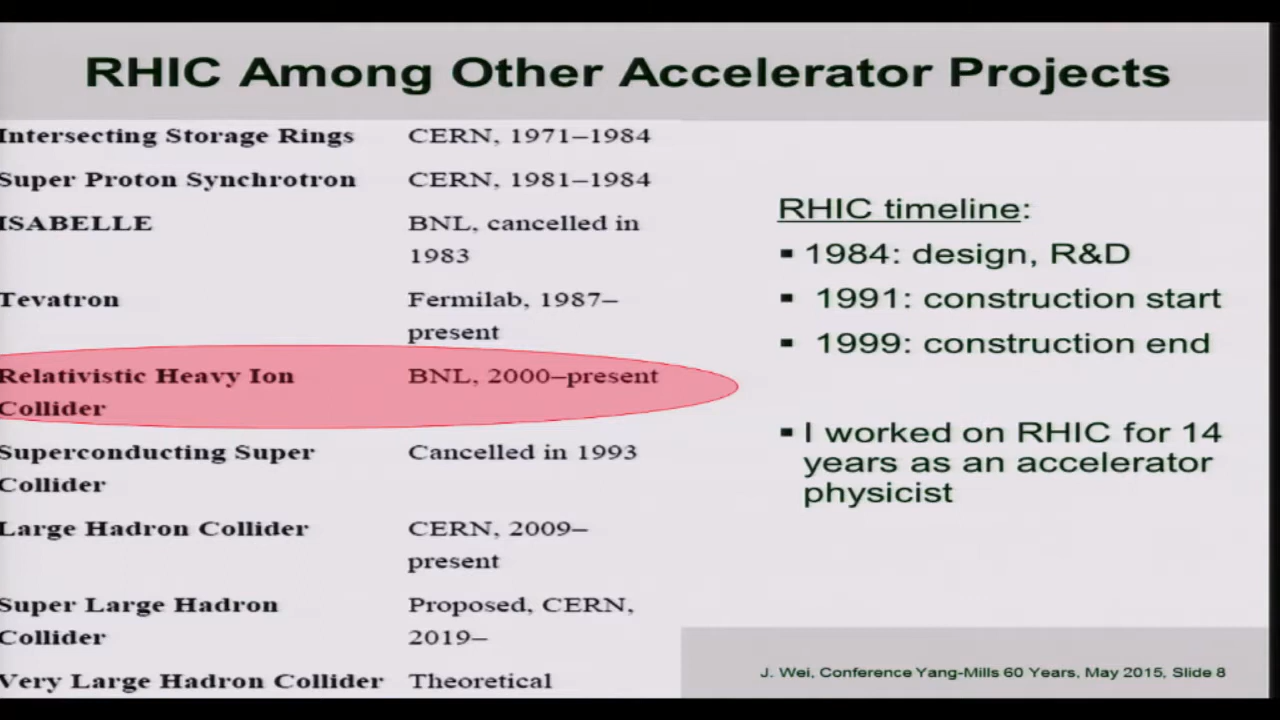 RHIC Among Other Accelerator Projects
Intersecting Storage Rings CERN, 1971–1984
Super Proton Synchrotron CERN, 1981–1984
ISABELLE BNL, cancelled in
1983
Tevatron Fermilab, 1987–
present
Relativistic Heavy Ion BNL, 2000–present
Collider
Superconducting Super Cancelled in 1993
Collider
Large Hadron Collider CERN, 2009–
present
Super Large Hadron Proposed, CERN,
Collider 2019–
Very Large Hadron Collider Theoretical
RHIC timeline:
▪ 1984: design, R&D
▪ 1991: construction start
▪ 1999: construction end
▪ I worked on RHIC for 14
years as an accelerator
physicist
J. Wei, Conference Yang-Mills 60 Years, May 2015, Slide 8